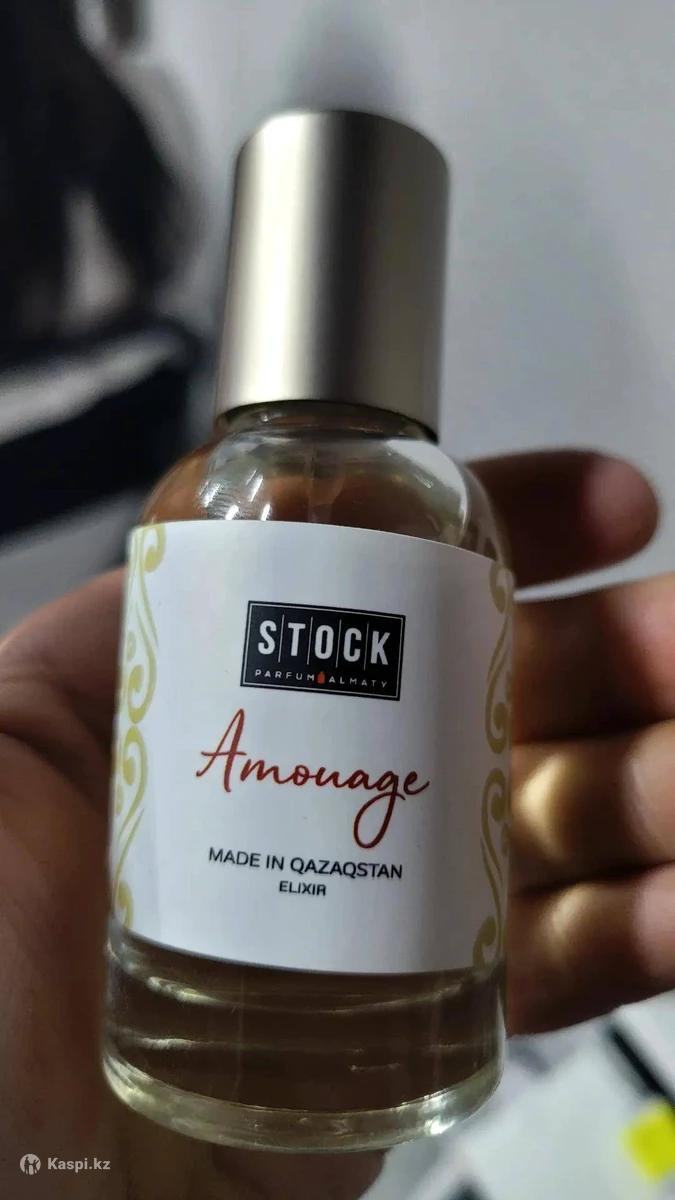 STOCK
PARFUM ALMATY
Amouage
MADE IN QAZAQSTAN
ELIXIR
Kaspi.kz